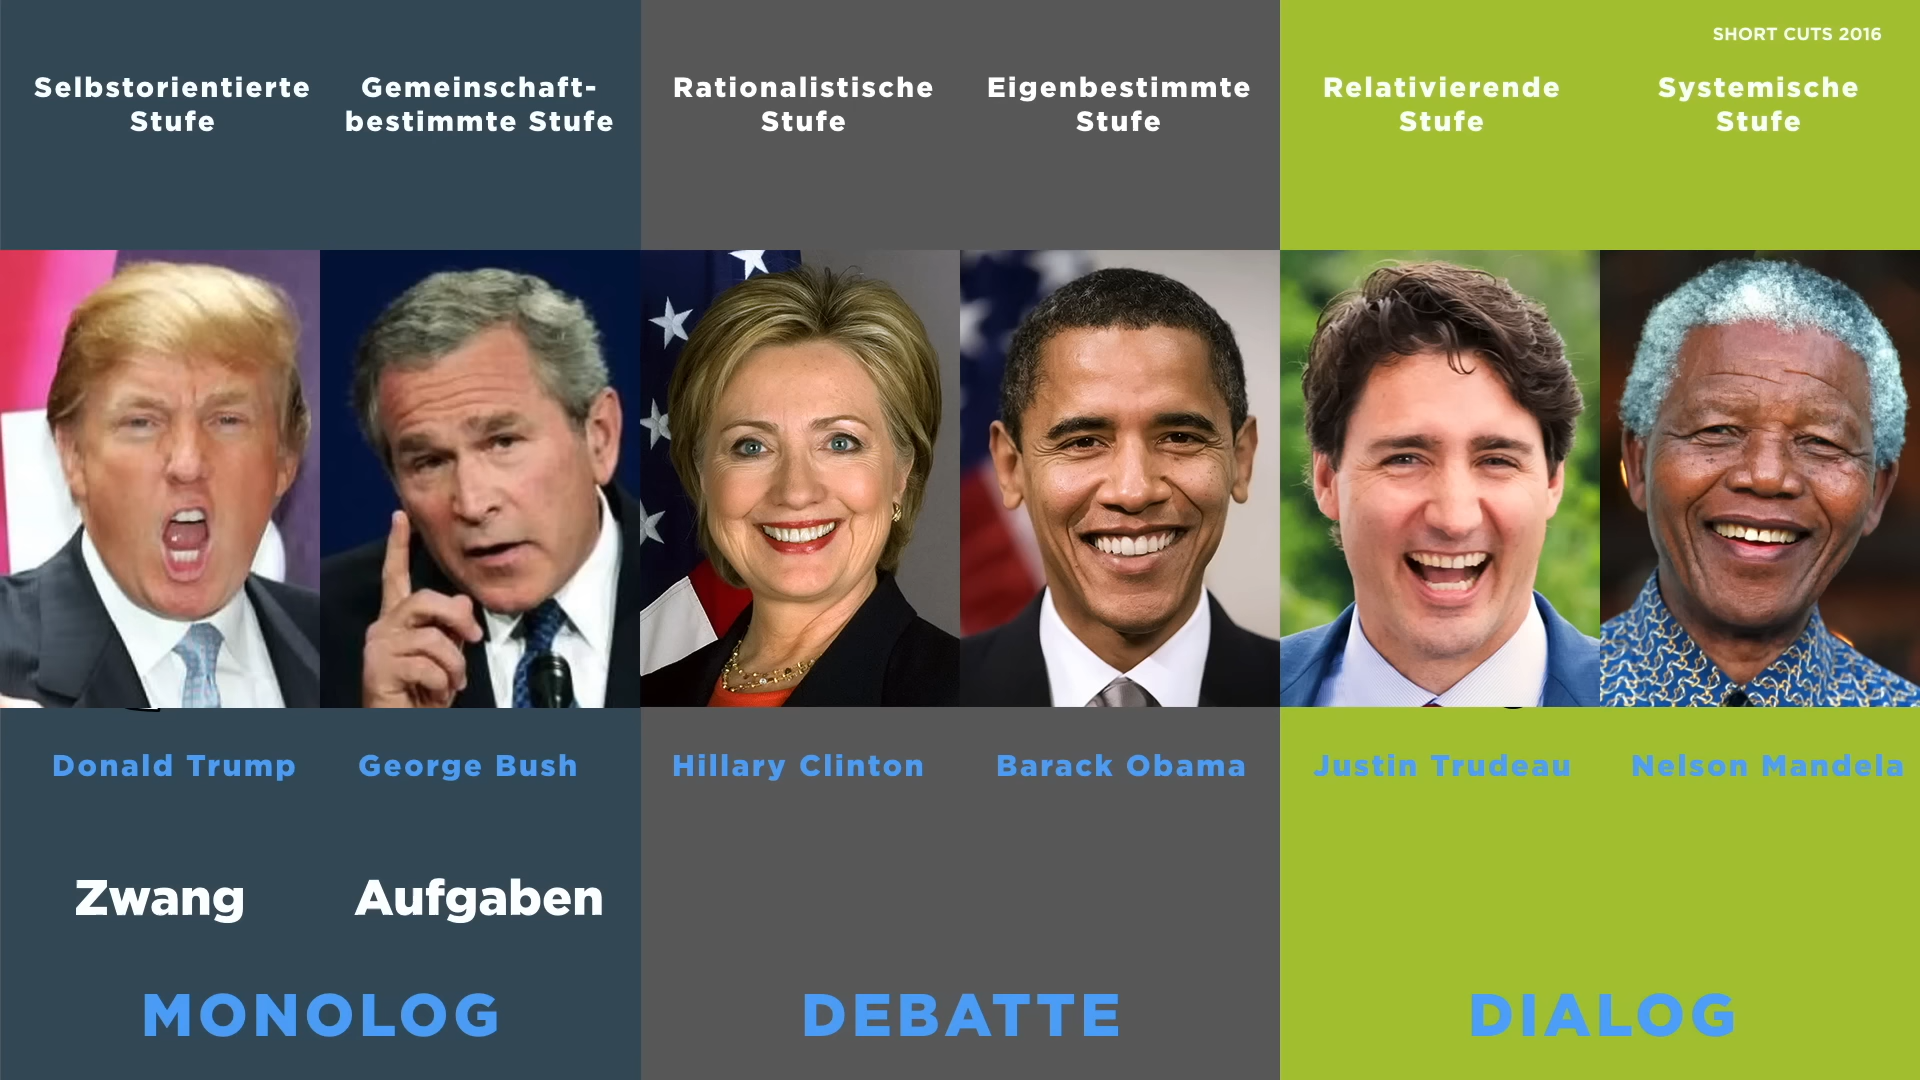 SHORT CUTS 2016
Selbstorientierte
Stufe
Gemeinschaft-
bestimmte Stufe
Rationalistische
Stufe
Eigenbestimmte
Stufe
Relativierende
Stufe
Systemische
Stufe
Donald Trump
George Bush
Hillary Clinton
Barack Obama
Justin Trudeau
Nelson Mandela
Zwang
Aufgaben
MONOLOG
DEBATTE
DIALOG